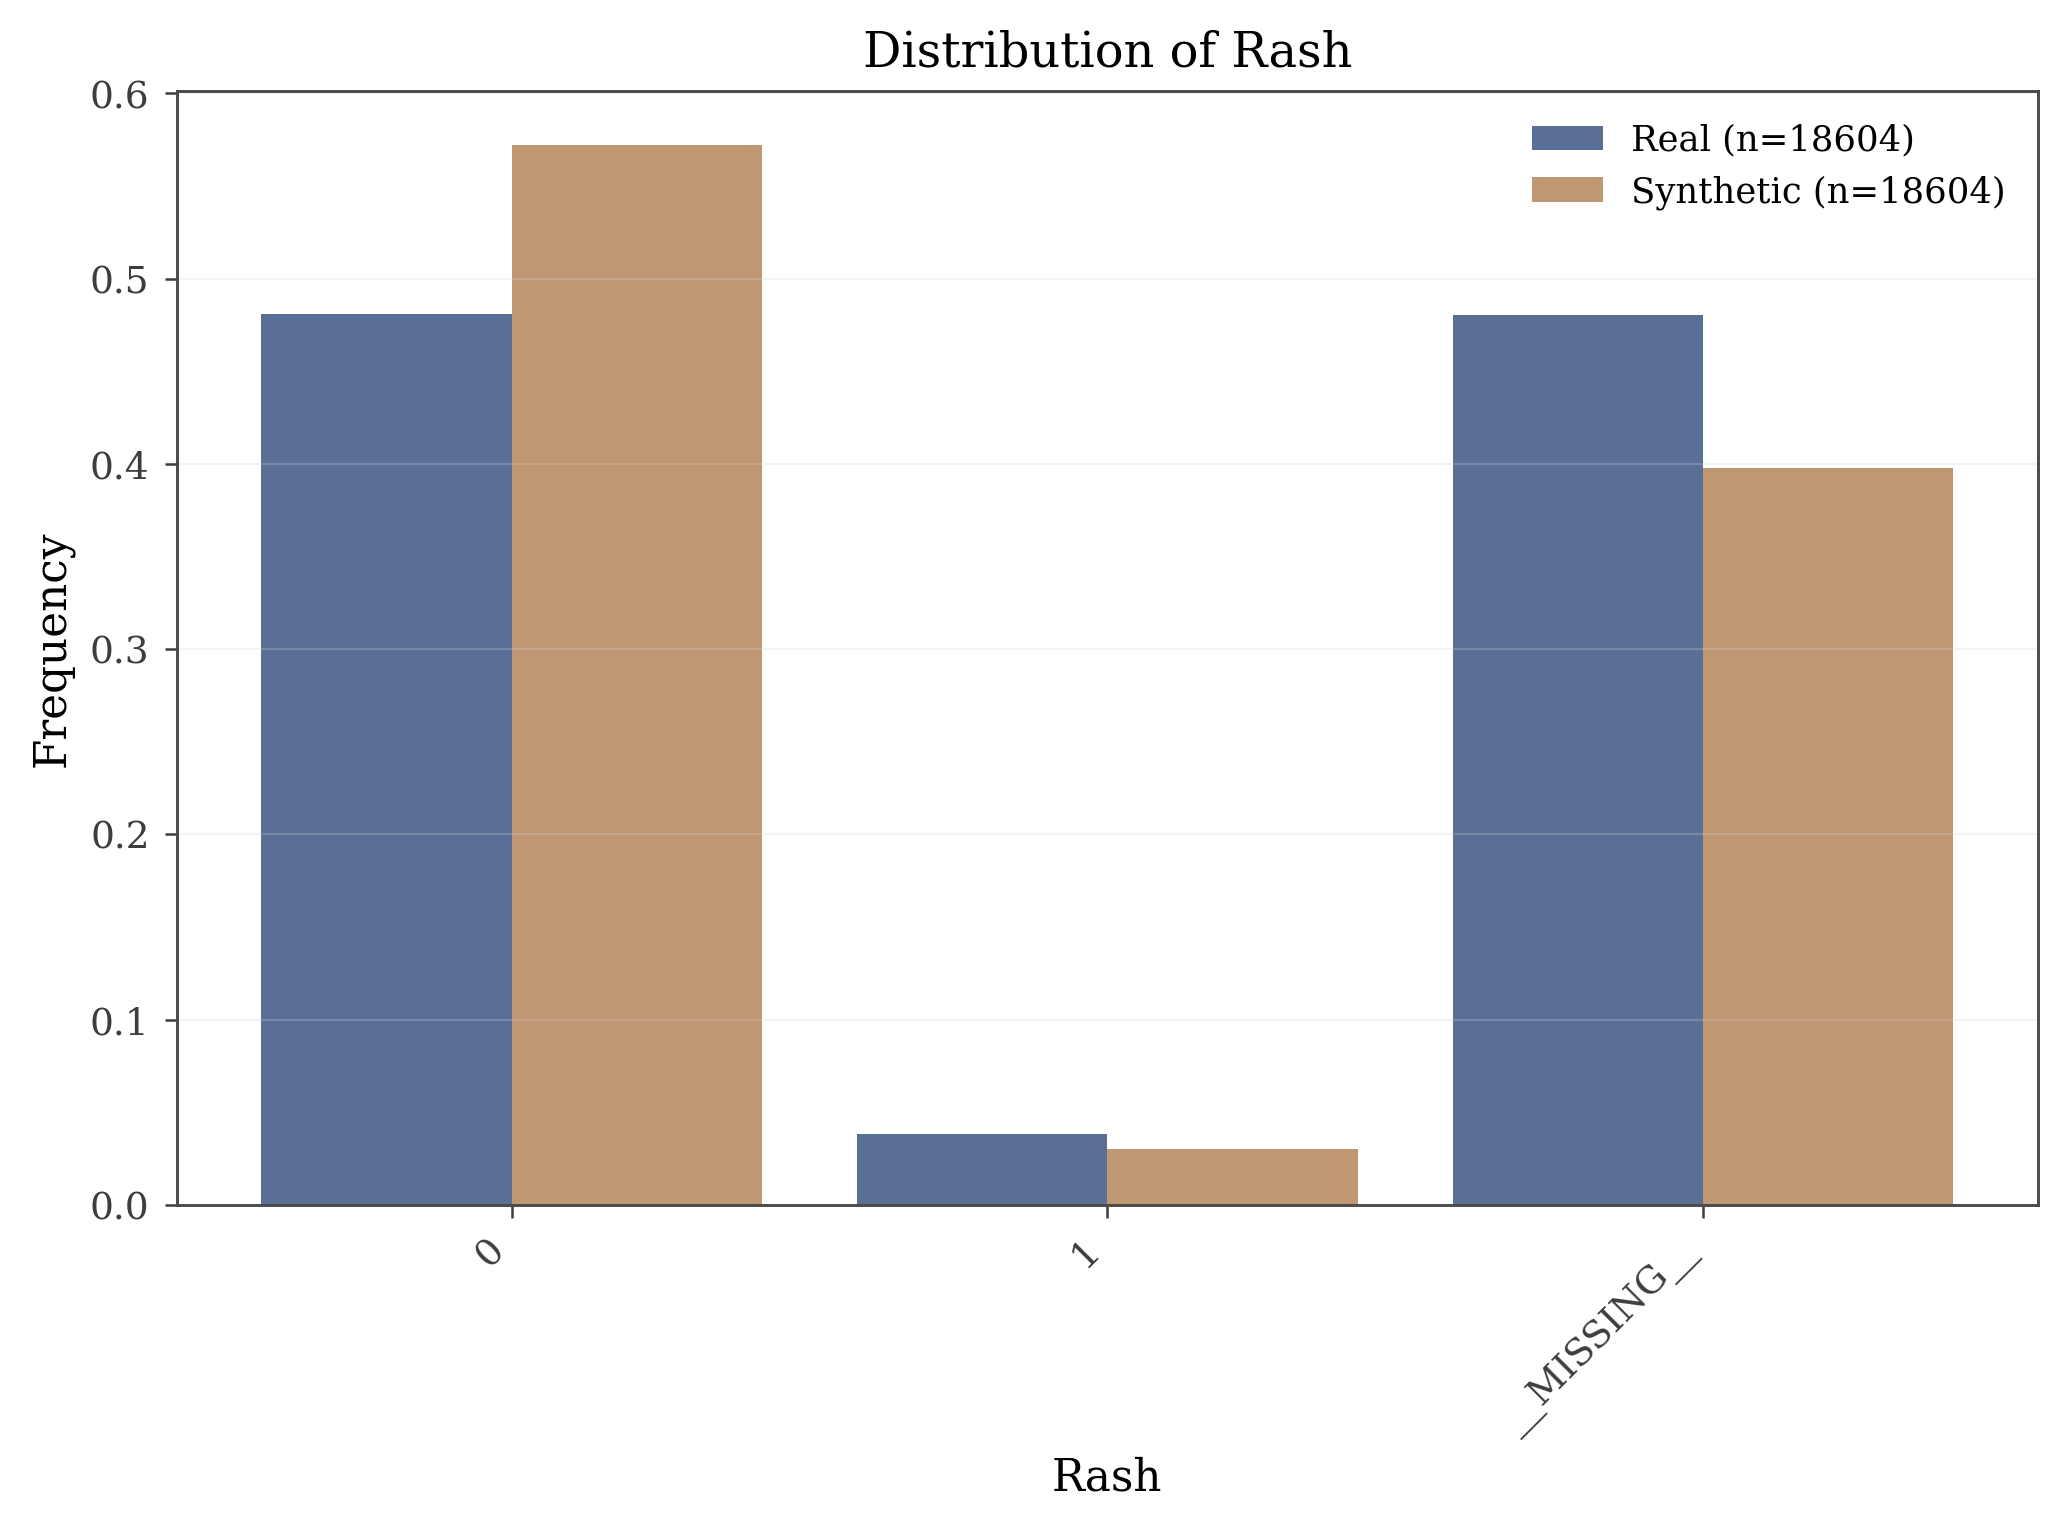 Distribution of Rash
Real (n=18604)
Synthetic (n=18604)
Frequency
0.6
0.5
0.4
0.3
0.2
0.1
0.0
0
1
__MISSING__
Rash